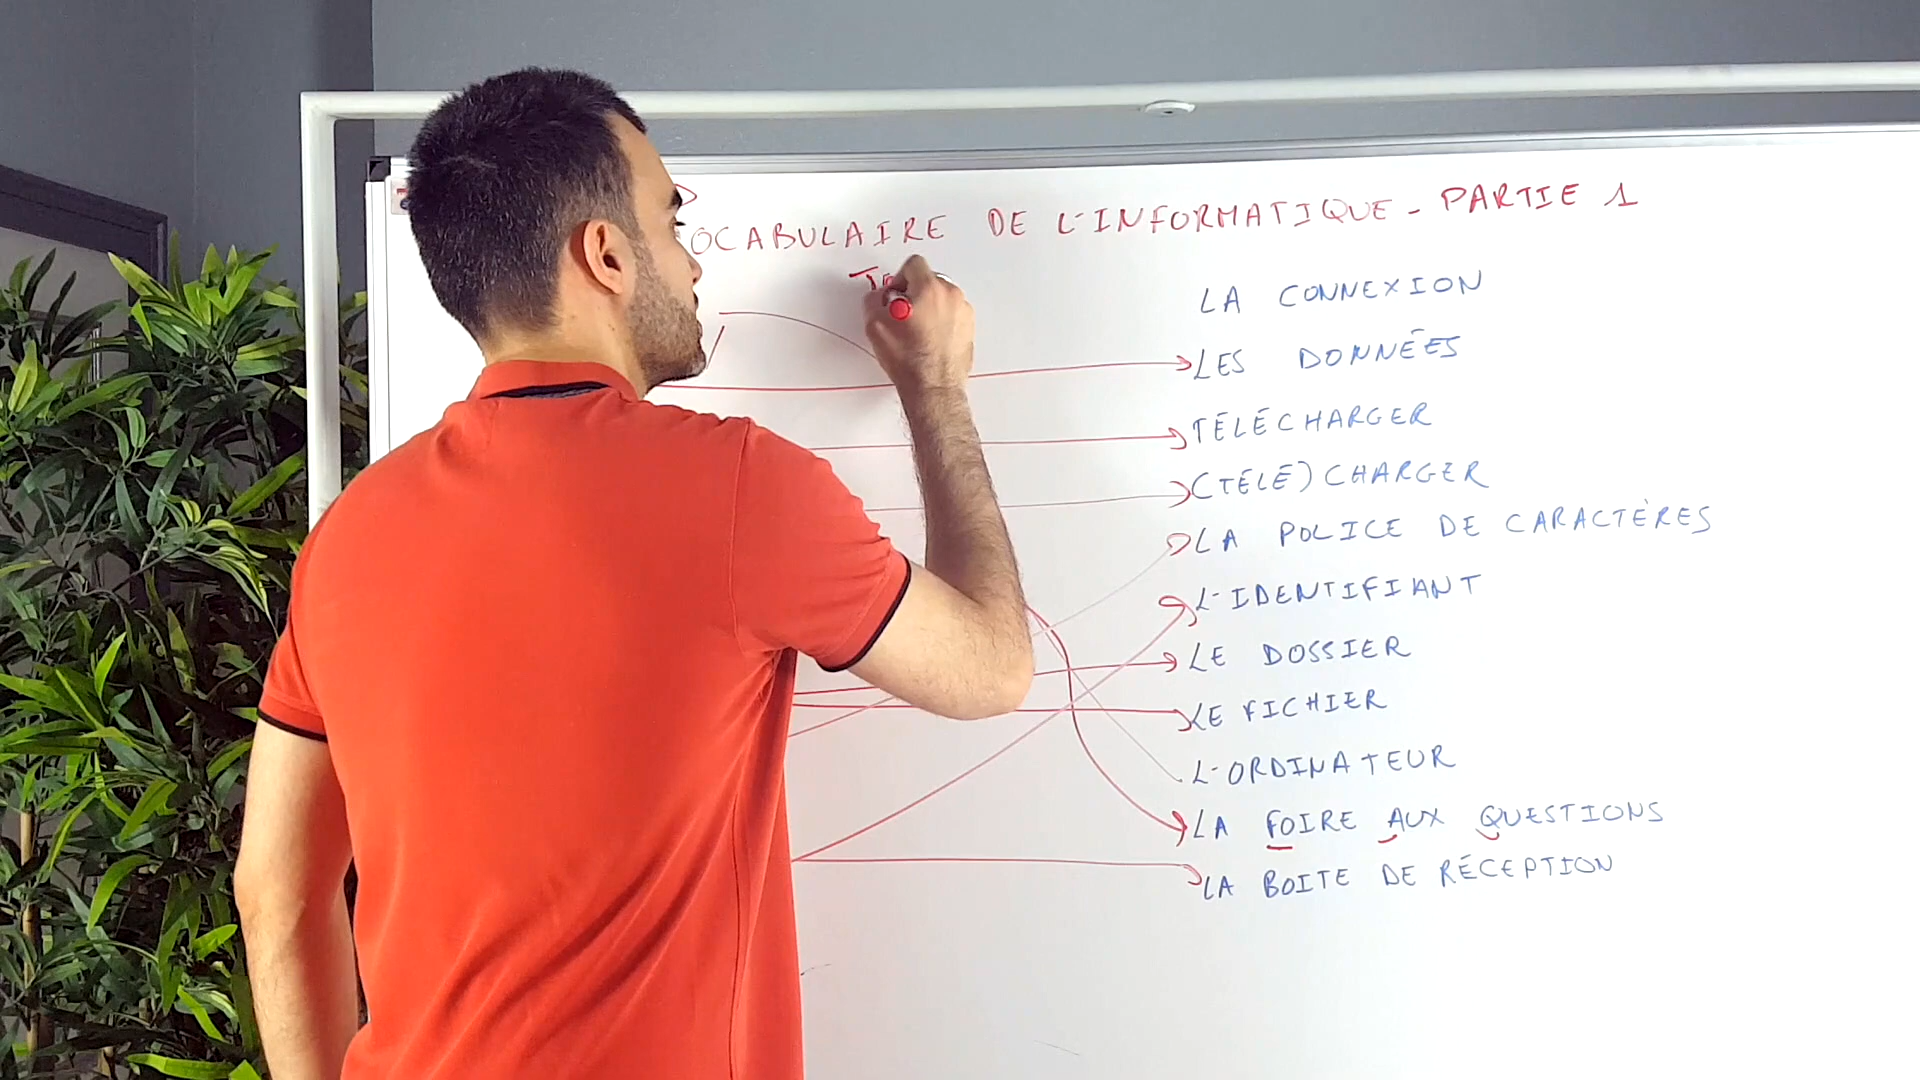 OCABULAIRE DE L'INFORMATIQUE - PARTIE 1
LA CONNEXION
LES DONNÉES
TÉLÉCHARGER
(TÉLÉ)CHARGER
LA POLICE DE CARACTÈRES
L'IDENTIFIANT
LE DOSSIER
LE FICHIER
L'ORDINATEUR
LA FOIRE AUX QUESTIONS
LA BOITE DE RÉCEPTION